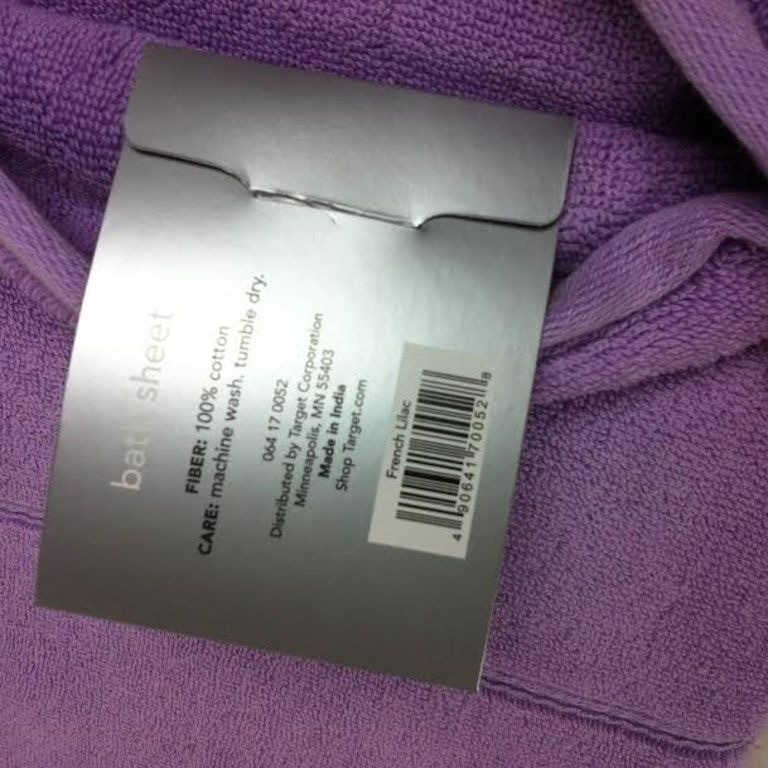 bath sheet
FIBER: 100% cotton
CARE: machine wash. tumble dry.
064 17 0052
Distributed by Target Corporation
Minneapolis, MN 55403
Made in India
Shop Target.com
French Lilac
4 90641 70052 8